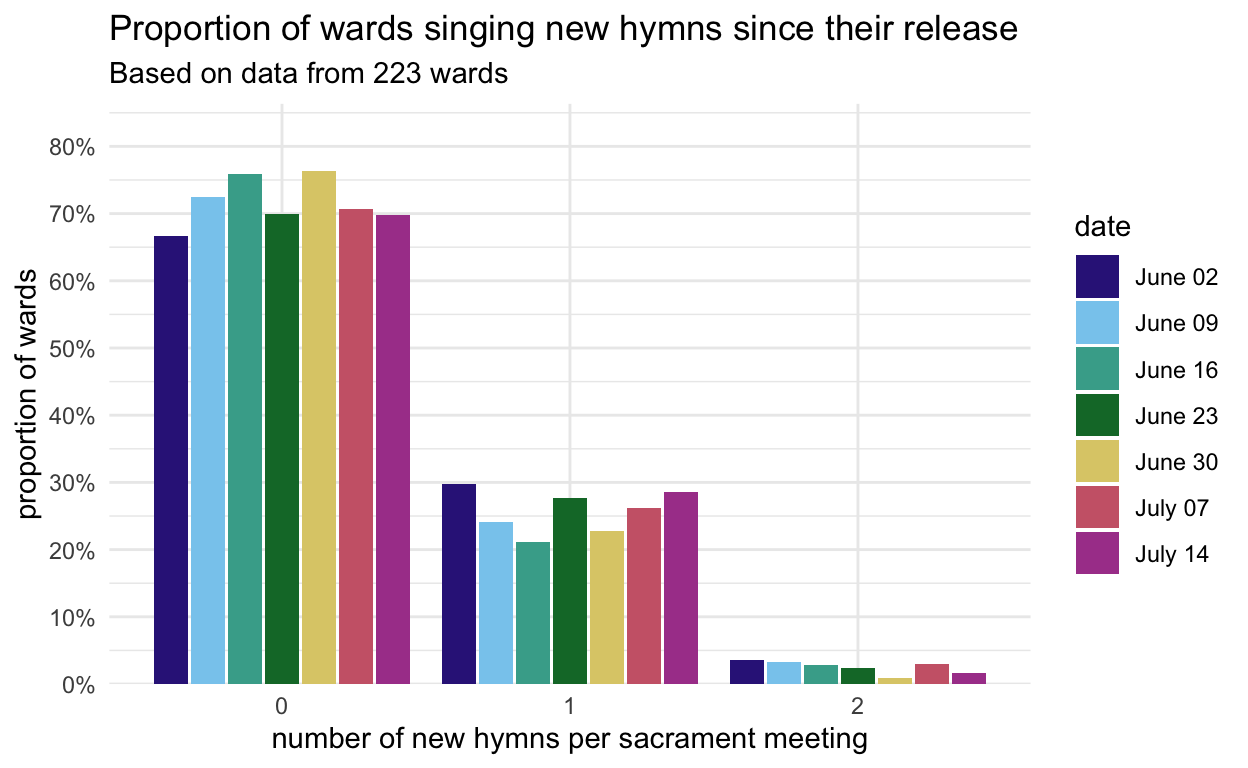 Proportion of wards singing new hymns since their release
Based on data from 223 wards
80%
70%
60%
50%
40%
30%
20%
10%
0%
proportion of wards
0 1 2
number of new hymns per sacrament meeting
date
June 02
June 09
June 16
June 23
June 30
July 07
July 14